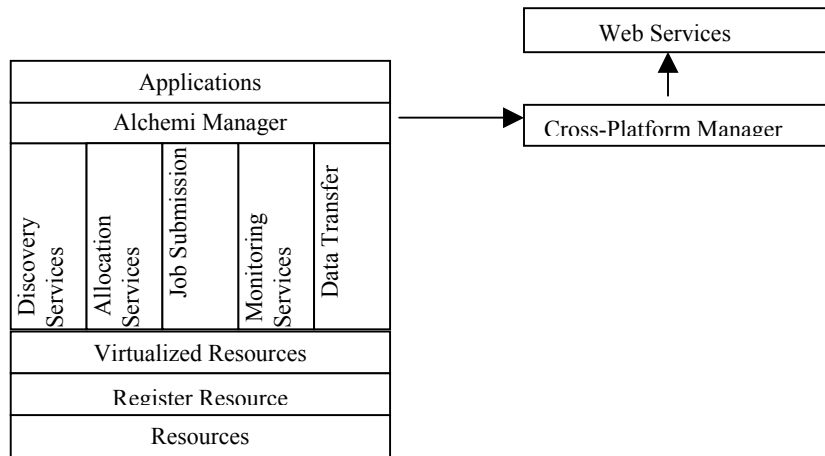 Web Services
Applications
Alchemi Manager
Cross-Platform Manager
Discovery
Services
Allocation
Services
Job Submission
Monitoring
Services
Data Transfer
Virtualized Resources
Register Resource
Resources